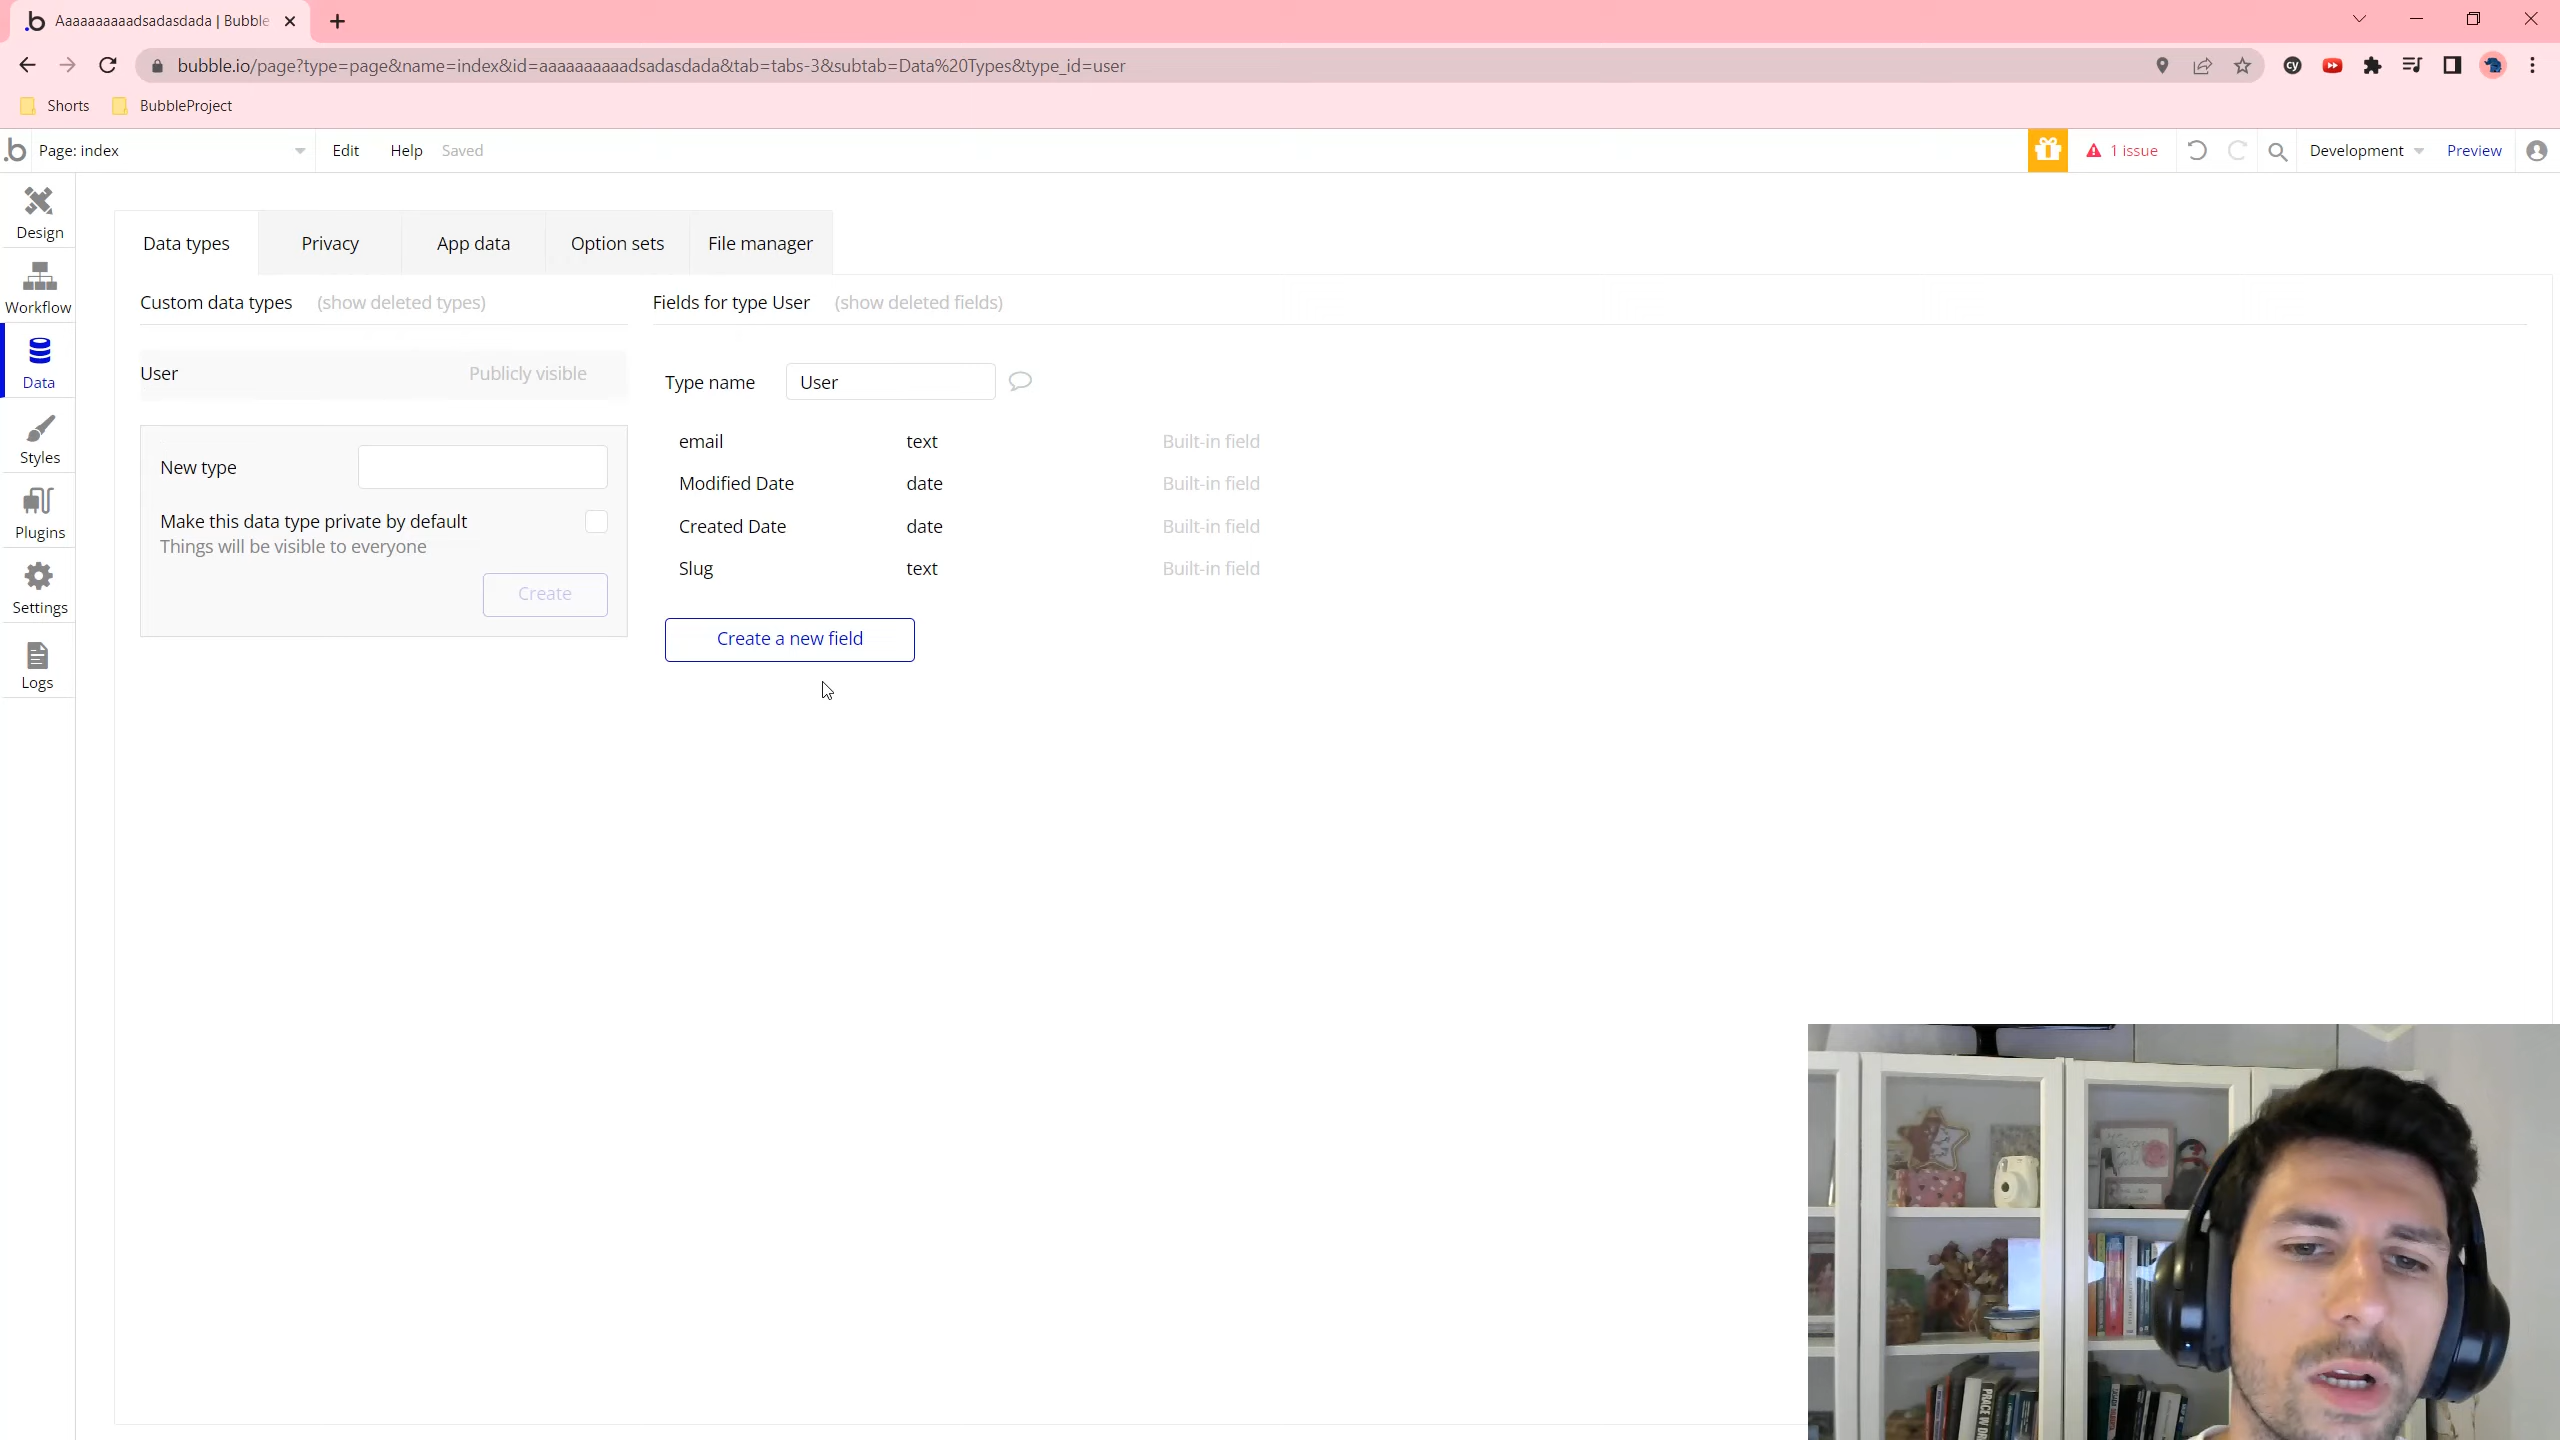 Aaaaaaaaaadsadasdada | Bubble
bubble.io/page?type=page&name=index&id=aaaaaaaaaadsadasdada&tab=tabs-3&subtab=Data%20Types&type_id=user
Shorts BubbleProject
.b Page: index Edit Help Saved 1 issue Development Preview
Design
Workflow
Data
Styles
Plugins
Settings
Logs
Data types Privacy App data Option sets File manager
Custom data types (show deleted types)
User Publicly visible
New type
Make this data type private by default
Things will be visible to everyone
Create
Fields for type User (show deleted fields)
Type name User
email text Built-in field
Modified Date date Built-in field
Created Date date Built-in field
Slug text Built-in field
Create a new field